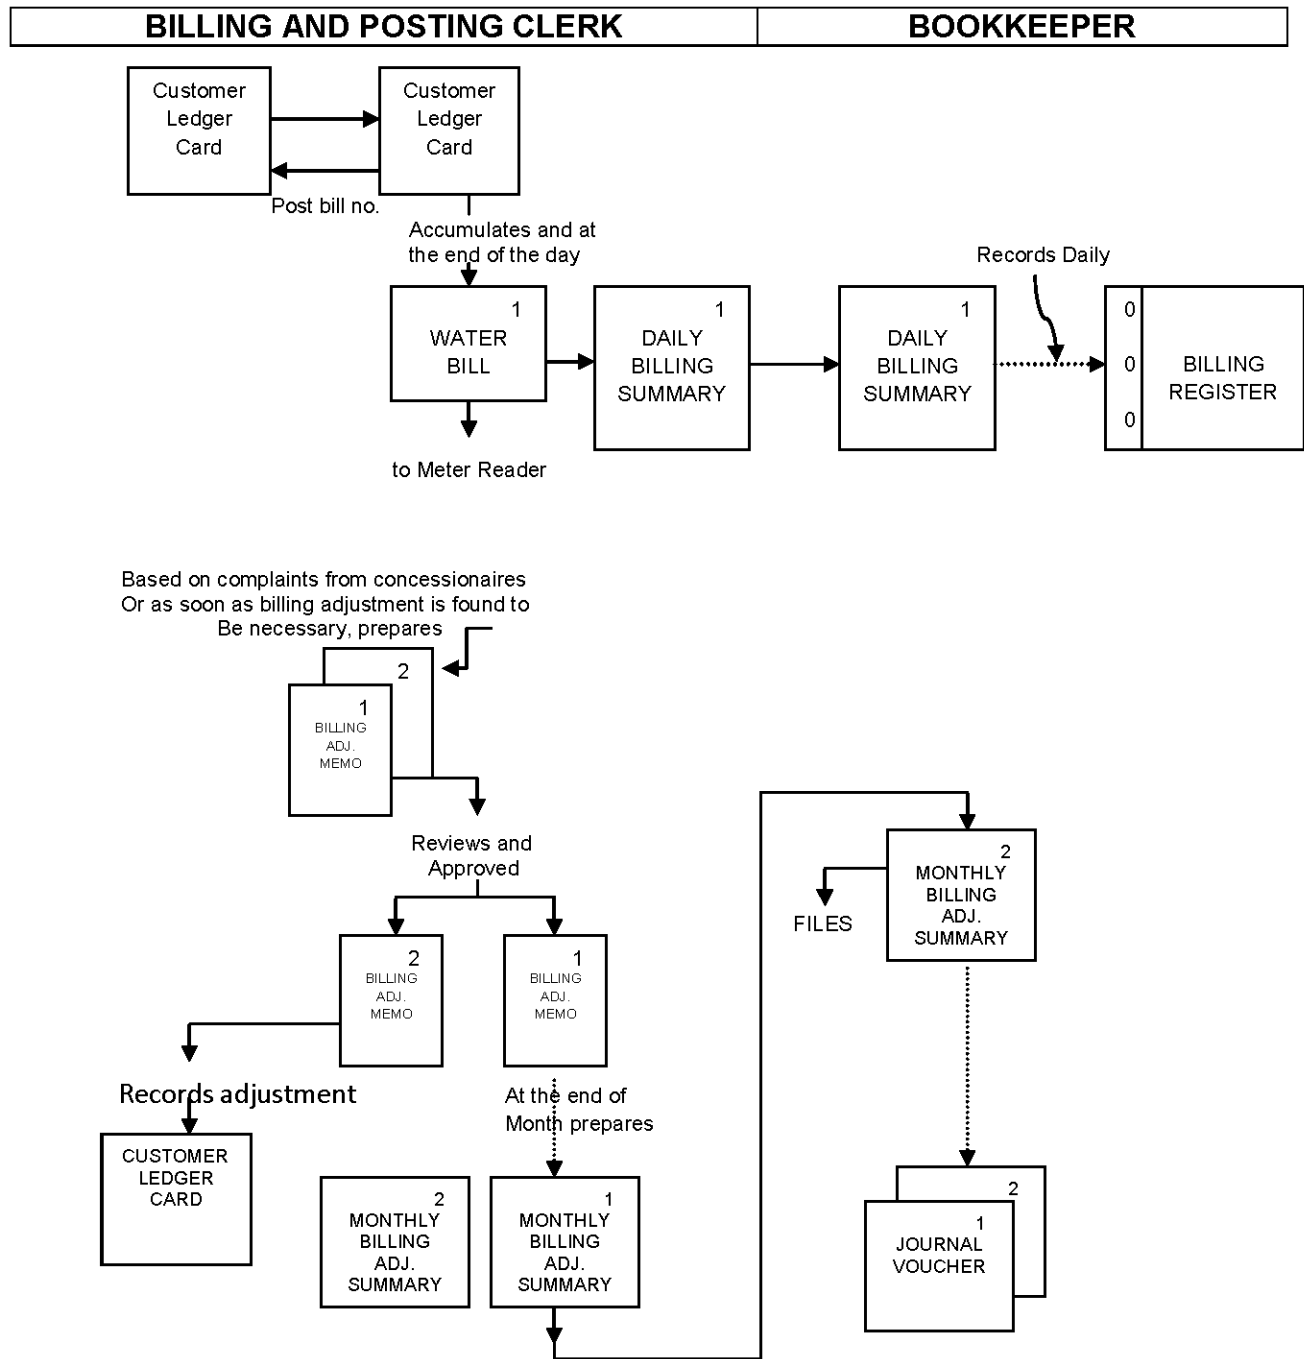 BILLING AND POSTING CLERK
BOOKKEEPER
Customer
Ledger
Card
Customer
Ledger
Card
Post bill no.
Accumulates and at
the end of the day
Records Daily
1
WATER
BILL
1
DAILY
BILLING
SUMMARY
1
DAILY
BILLING
SUMMARY
0
0
0
BILLING
REGISTER
to Meter Reader
Based on complaints from concessionaires
Or as soon as billing adjustment is found to
Be necessary, prepares
2
1
BILLING
ADJ.
MEMO
Reviews and
Approved
2
BILLING
ADJ.
MEMO
1
BILLING
ADJ.
MEMO
2
MONTHLY
BILLING
ADJ.
SUMMARY
FILES
Records adjustment
At the end of
Month prepares
CUSTOMER
LEDGER
CARD
2
MONTHLY
BILLING
ADJ.
SUMMARY
1
MONTHLY
BILLING
ADJ.
SUMMARY
2
1
JOURNAL
VOUCHER